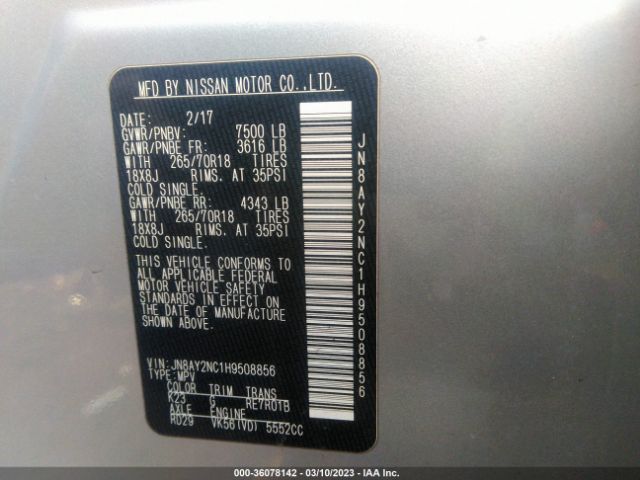 MFD BY NISSAN MOTOR CO.,LTD.
DATE: 2/17
GVWR/PNBV: 7500 LB
GAWR/PNBE FR: 3616 LB
WITH 265/70R18 TIRES
18X8J RIMS. AT 35PSI
COLD SINGLE.
GAWR/PNBE RR: 4343 LB
WITH 265/70R18 TIRES
18X8J RIMS. AT 35PSI
COLD SINGLE.
THIS VEHICLE CONFORMS TO
ALL APPLICABLE FEDERAL
MOTOR VEHICLE SAFETY
STANDARDS IN EFFECT ON
THE DATE OF MANUFACTURE
SHOWN ABOVE.
VIN: JN8AY2NC1H9508856
TYPE: MPV
COLOR TRIM TRANS
K23 G RE7R01B
AXLE ENGINE
RD29 VK56(VD) 5552CC
JN8AY2NC1H9508856
000-36078142 - 03/10/2023 - IAA Inc.